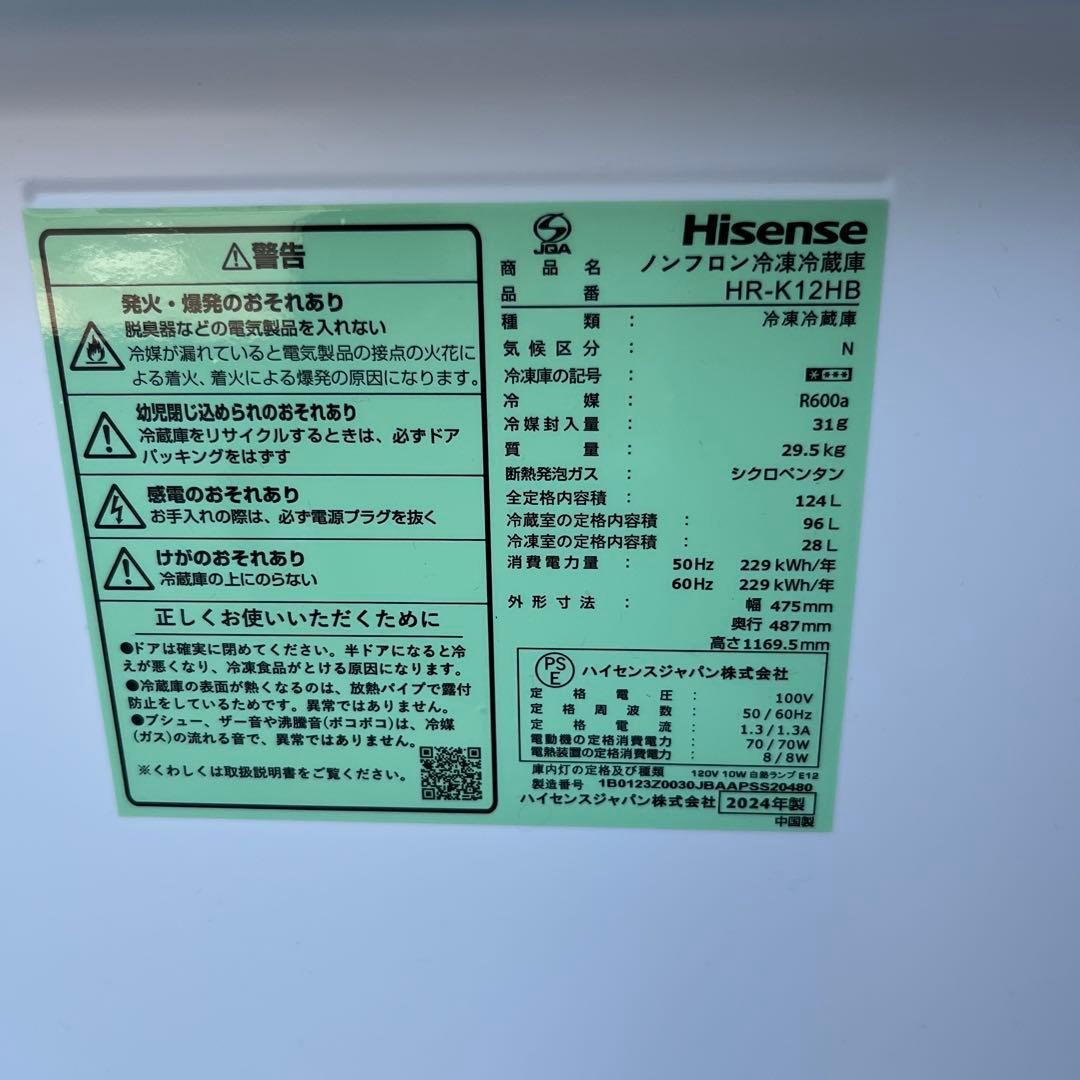 ⚠警告
発火・爆発のおそれあり
脱臭器などの電気製品を入れない
冷媒が漏れていると電気製品の接点の火花に
よる着火、着火による爆発の原因になります。
幼児閉じ込められのおそれあり
冷蔵庫をリサイクルするときは、必ずドア
パッキングをはずす
感電のおそれあり
お手入れの際は、必ず電源プラグを抜く
けがのおそれあり
冷蔵庫の上にのらない
正しくお使いいただくために
●ドアは確実に閉めてください。半ドアになると冷
えが悪くなり、冷凍食品がとける原因になります。
●冷蔵庫の表面が熱くなるのは、放熱パイプで露付
防止をしているためです。異常ではありません。
●ブシュー、ザー音や沸騰音(ボコボコ)は、冷媒
(ガス)の流れる音で、異常ではありません。
※くわしくは取扱説明書をご覧ください。
JQA
Hisense
商品名 ノンフロン冷凍冷蔵庫
品番 HR-K12HB
種類 : 冷凍冷蔵庫
気候区分 : N
冷凍庫の記号 : ****
冷媒 : R600a
冷媒封入量 : 31g
質量 : 29.5kg
断熱発泡ガス : シクロペンタン
全定格内容積 : 124L
冷蔵室の定格内容積 : 96L
冷凍室の定格内容積 : 28L
消費電力量 : 50Hz 229kWh/年
60Hz 229kWh/年
外形寸法 : 幅 475mm
奥行 487mm
高さ1169.5mm
PSE ハイセンスジャパン株式会社
定格電圧 : 100V
定格周波数 : 50/60Hz
定格電流 : 1.3/1.3A
電動機の定格消費電力 : 70/70W
電熱装置の定格消費電力 : 8/8W
庫内灯の定格及び種類 120V 10W 白熱ランプ E12
製造番号 1B0123Z0030JBAAPSS20480
ハイセンスジャパン株式会社 2024年製
中国製